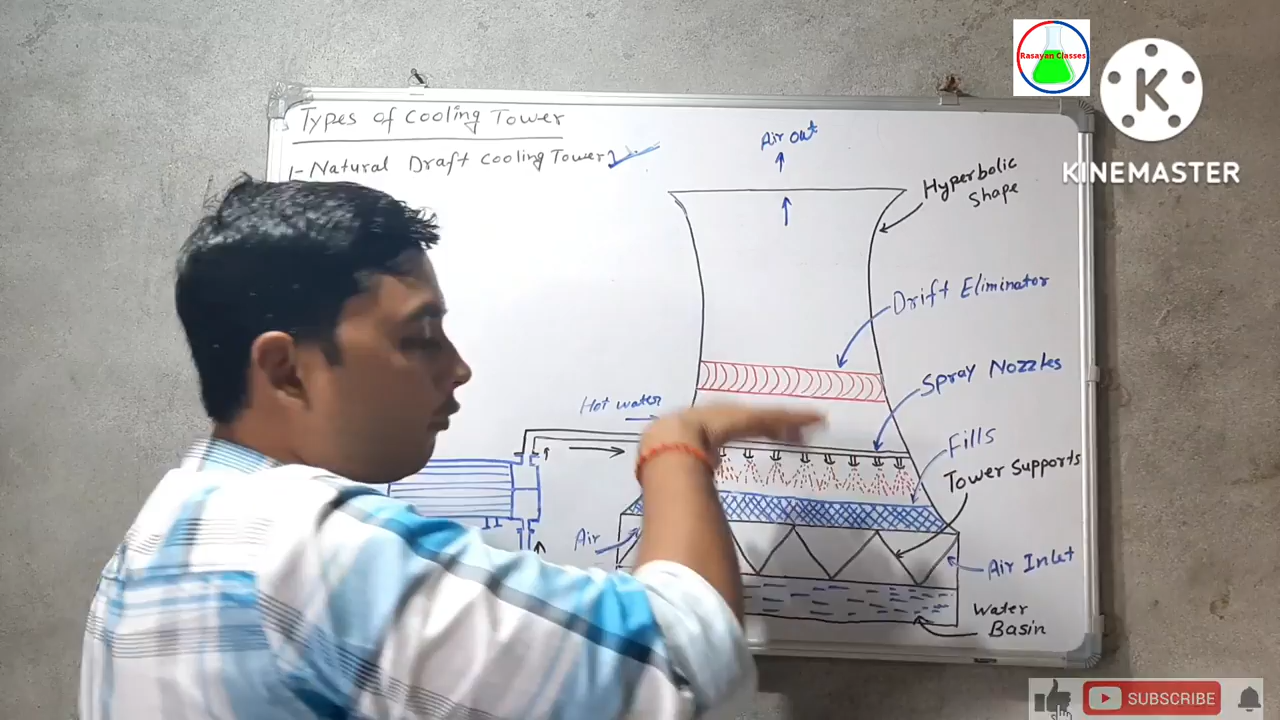 Rasayan Classes
K
KINEMASTER
Types of Cooling Tower
1- Natural Draft Cooling Tower
Air out
Hyperbolic
Shape
Drift Eliminator
Spray Nozzles
Hot water
Fills
Tower Supports
Air
Air Inlet
Water
Basin
SUBSCRIBE